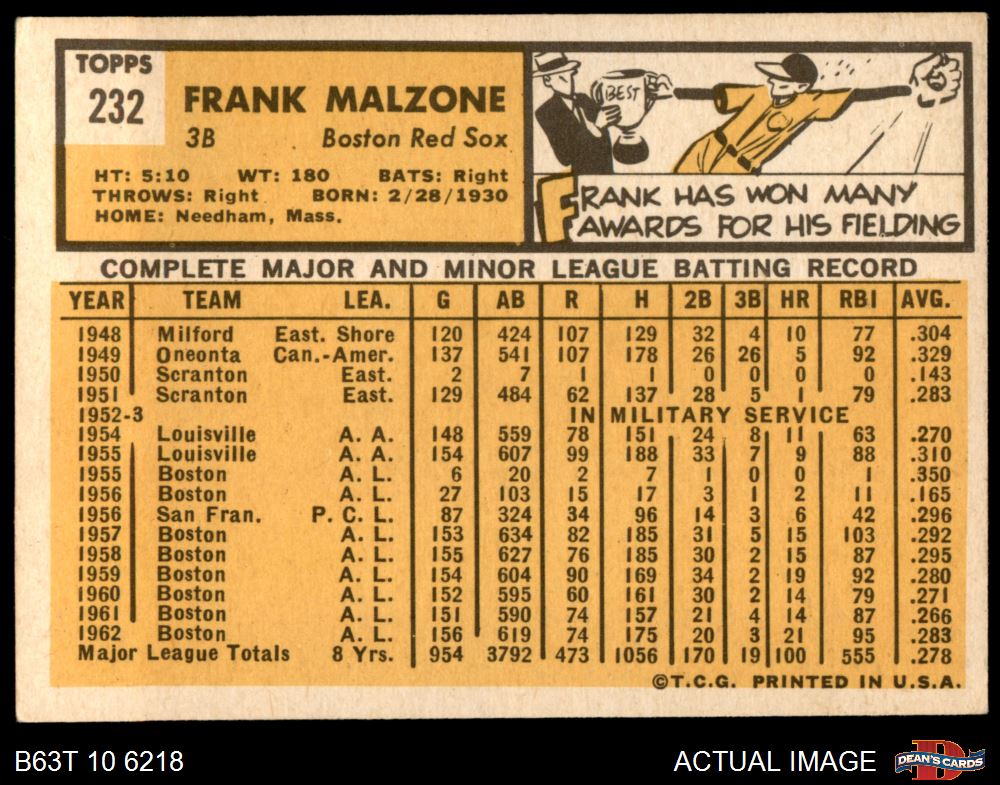 TOPPS
232
FRANK MALZONE
3B Boston Red Sox
HT: 5:10 WT: 180 BATS: Right
THROWS: Right BORN: 2/28/1930
HOME: Needham, Mass.
BEST
C
FRANK HAS WON MANY
AWARDS FOR HIS FIELDING
COMPLETE MAJOR AND MINOR LEAGUE BATTING RECORD
YEAR TEAM LEA. G AB R H 2B 3B HR RBI AVG.
1948 Milford East. Shore 120 424 107 129 32 4 10 77 .304
1949 Oneonta Can.-Amer. 137 541 107 178 26 26 5 92 .329
1950 Scranton East. 2 7 1 1 0 0 0 0 .143
1951 Scranton East. 129 484 62 137 28 5 1 79 .283
1952-3 IN MILITARY SERVICE
1954 Louisville A. A. 148 559 78 151 24 8 11 63 .270
1955 Louisville A. A. 154 607 99 188 33 7 9 88 .310
1955 Boston A. L. 6 20 2 7 1 0 0 1 .350
1956 Boston A. L. 27 103 15 17 3 1 2 11 .165
1956 San Fran. P. C. L. 87 324 34 96 14 3 6 42 .296
1957 Boston A. L. 153 634 82 185 31 5 15 103 .292
1958 Boston A. L. 155 627 76 185 30 2 15 87 .295
1959 Boston A. L. 154 604 90 169 34 2 19 92 .280
1960 Boston A. L. 152 595 60 161 30 2 14 79 .271
1961 Boston A. L. 151 590 74 157 21 4 14 87 .266
1962 Boston A. L. 156 619 74 175 20 3 21 95 .283
Major League Totals 8 Yrs. 954 3792 473 1056 170 19 100 555 .278
©T.C.G. PRINTED IN U.S.A.
B63T 10 6218 ACTUAL IMAGE D DEAN'S CARDS